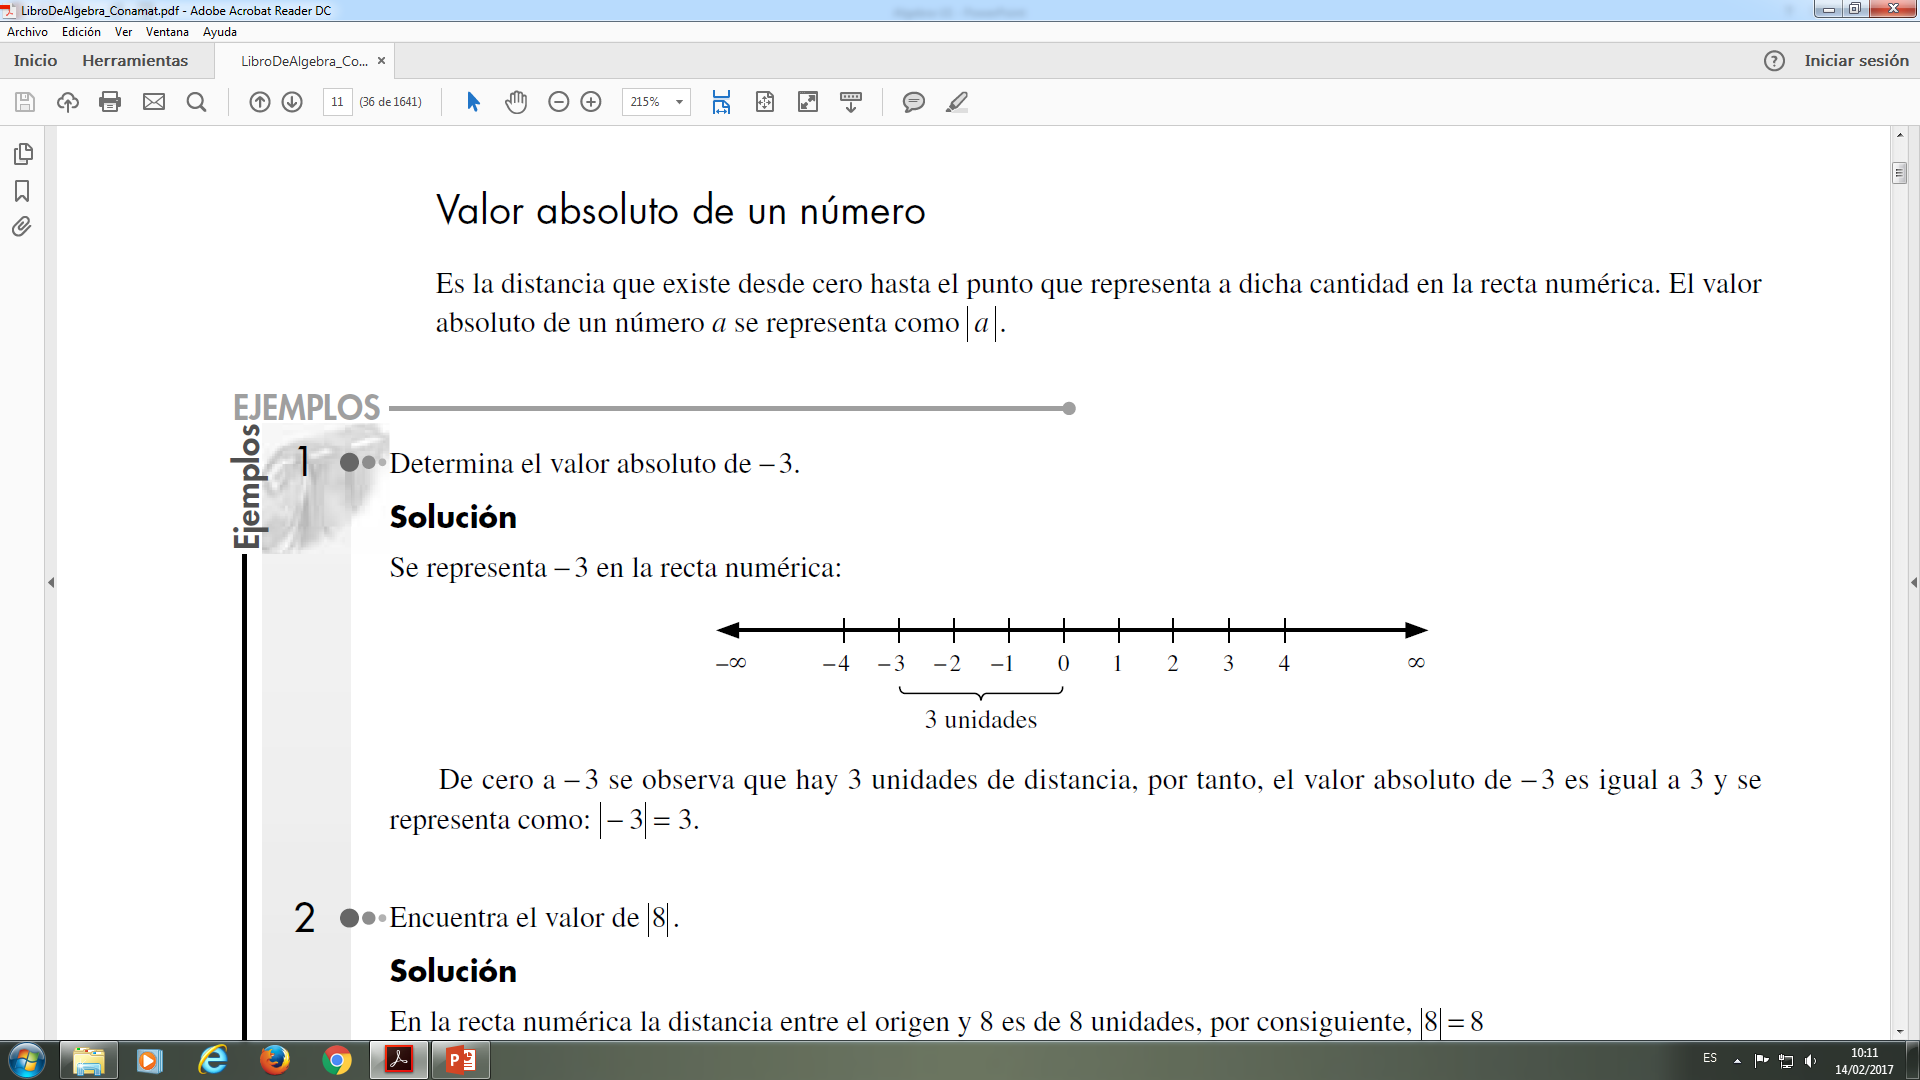 LibroDeAlgebra_Conamat.pdf - Adobe Acrobat Reader DC
Archivo Edición Ver Ventana Ayuda
Inicio Herramientas LibroDeAlgebra_Co... × Iniciar sesión
11 (36 de 1641) 215%
Valor absoluto de un número
Es la distancia que existe desde cero hasta el punto que representa a dicha cantidad en la recta numérica. El valor
absoluto de un número a se representa como |a|.
EJEMPLOS
Ejemplos
1 Determina el valor absoluto de −3.
Solución
Se representa −3 en la recta numérica:
−∞ −4 −3 −2 −1 0 1 2 3 4 ∞
3 unidades
De cero a −3 se observa que hay 3 unidades de distancia, por tanto, el valor absoluto de −3 es igual a 3 y se
representa como: |−3| = 3.
2 Encuentra el valor de |8|.
Solución
En la recta numérica la distancia entre el origen y 8 es de 8 unidades, por consiguiente, |8| = 8
ES 10:11
14/02/2017